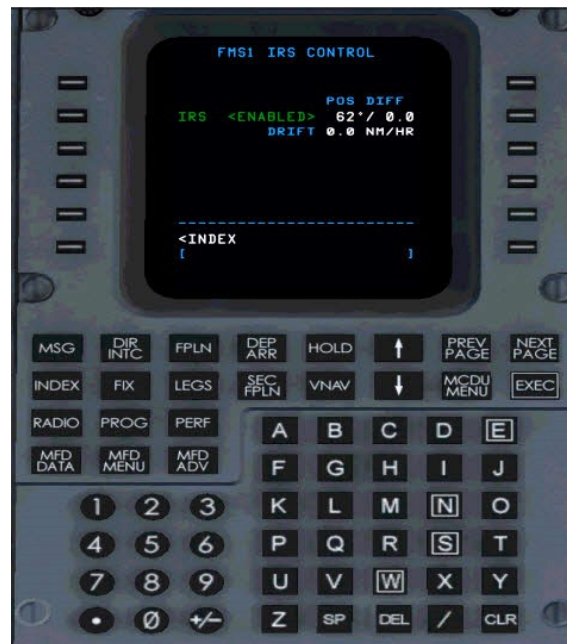 FMS1 IRS CONTROL
POS DIFF
IRS <ENABLED> 62°/ 0.0
DRIFT 0.0 NM/HR
------------------------
<INDEX
[ ]
MSG DIR INTC FPLN DEP ARR HOLD ↑ PREV PAGE NEXT PAGE
INDEX FIX LEGS SEC FPLN VNAV ↓ MCDU MENU EXEC
RADIO PROG PERF
MFD DATA MFD MENU MFD ADV
A B C D E
F G H I J
1 2 3 K L M N O
4 5 6 P Q R S T
7 8 9 U V W X Y
• Ø +/- Z SP DEL / CLR